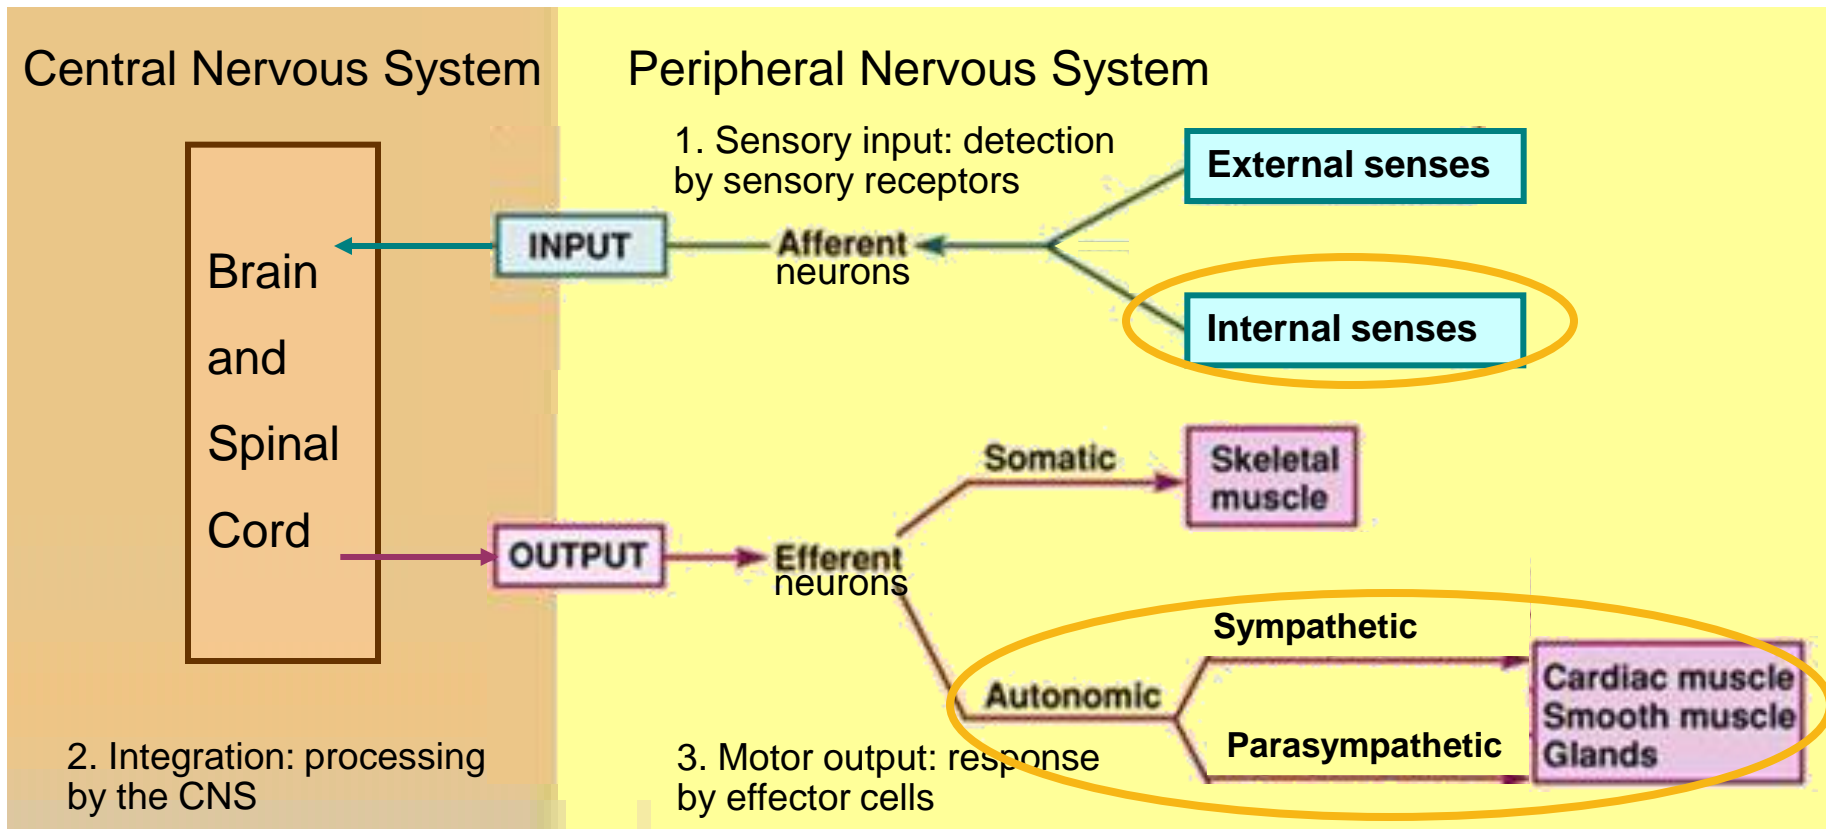 Central Nervous System
Peripheral Nervous System
1. Sensory input: detection
by sensory receptors
External senses
INPUT
Afferent
neurons
Internal senses
Brain
and
Spinal
Cord
Somatic
Skeletal
muscle
OUTPUT
Efferent
neurons
Sympathetic
Autonomic
Parasympathetic
Cardiac muscle
Smooth muscle
Glands
2. Integration: processing
by the CNS
3. Motor output: response
by effector cells